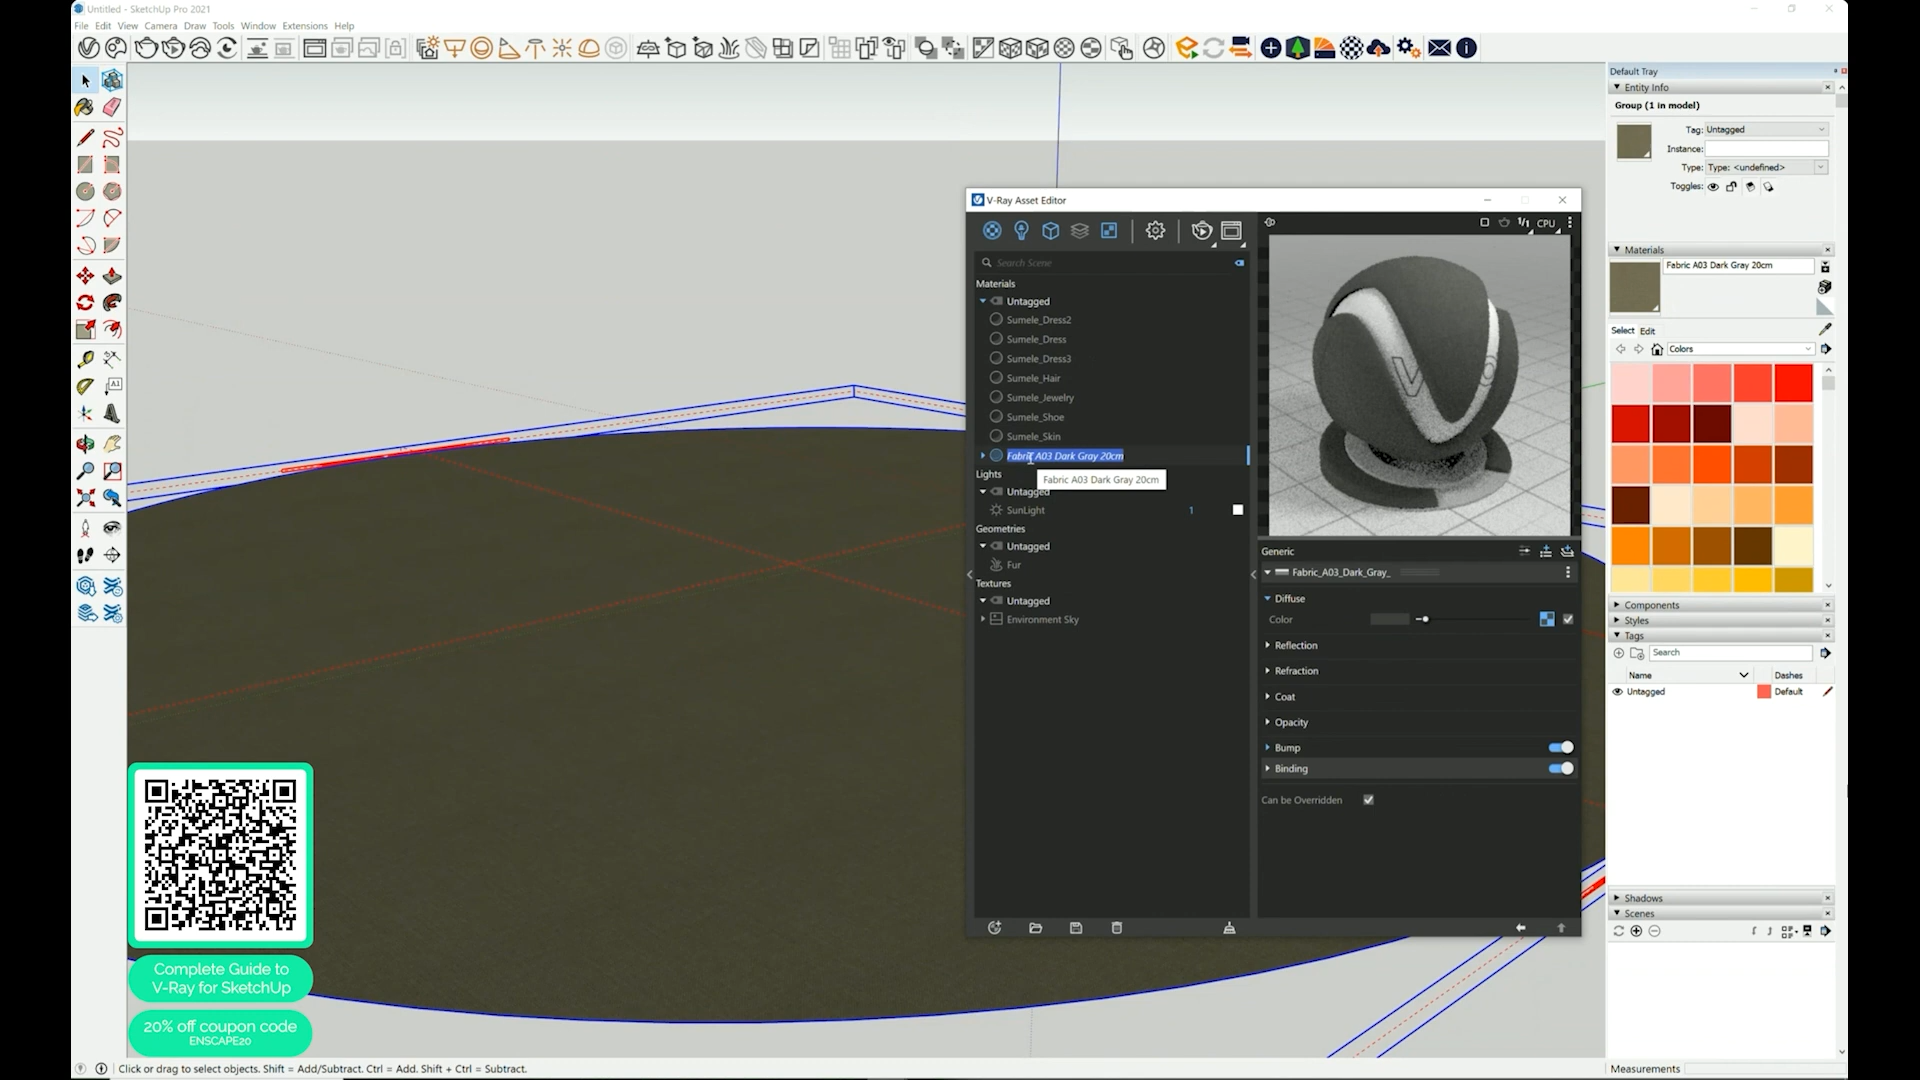 Untitled - SketchUp Pro 2021
File Edit View Camera Draw Tools Window Extensions Help
V-Ray Asset Editor
Search Scene
1/1 CPU
Materials
Untagged
Sumele_Dress2
Sumele_Dress
Sumele_Dress3
Sumele_Hair
Sumele_Jewelry
Sumele_Shoe
Sumele_Skin
Fabric A03 Dark Gray 20cm
Fabric A03 Dark Gray 20cm
Lights
Untagged
SunLight 1
Geometries
Untagged
Fur
Textures
Untagged
Environment Sky
Generic
Fabric_A03_Dark_Gray_
Diffuse
Color
Reflection
Refraction
Coat
Opacity
Bump
Binding
Can be Overridden
Default Tray
Entity Info
Group (1 in model)
Tag: Untagged
Instance:
Type: Type: <undefined>
Toggles:
Materials
Fabric A03 Dark Gray 20cm
Select Edit
Colors
Components
Styles
Tags
Search
Name Dashes
Untagged Default
Shadows
Scenes
Complete Guide to
V-Ray for SketchUp
20% off coupon code
ENSCAPE20
Click or drag to select objects. Shift = Add/Subtract. Ctrl = Add. Shift + Ctrl = Subtract.
Measurements